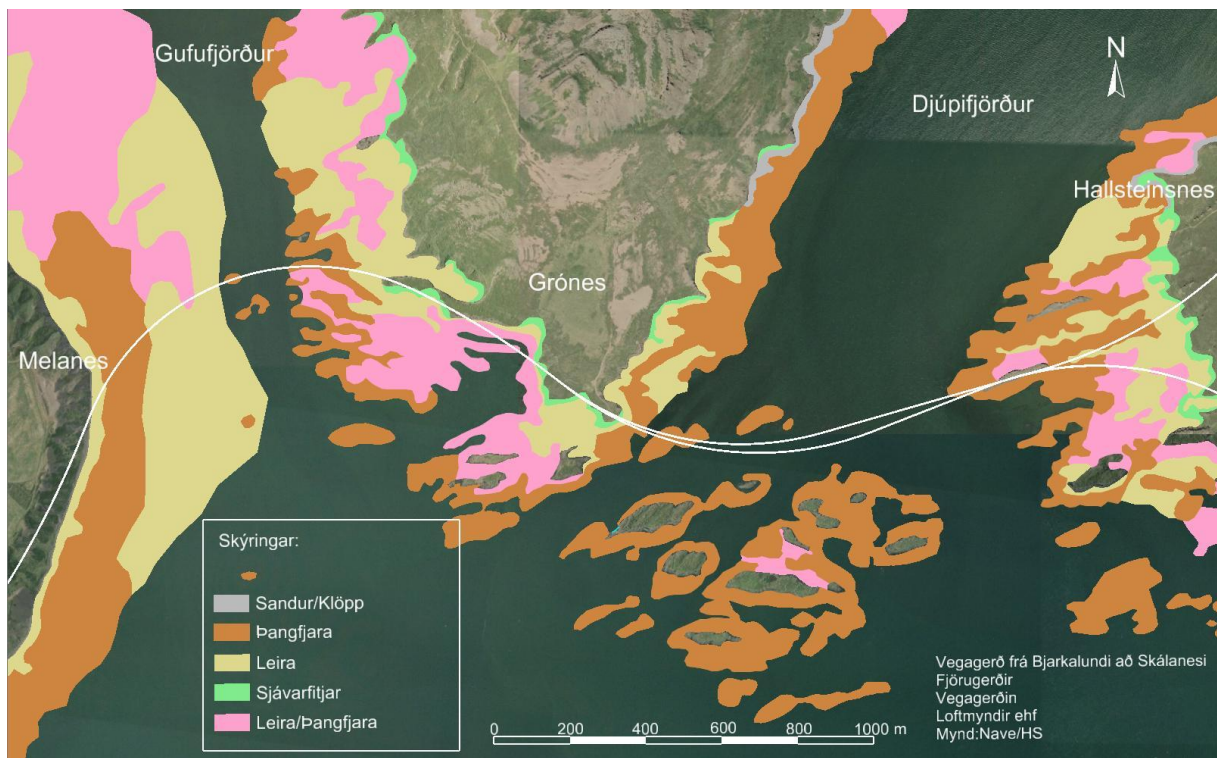 Gufufjörður
N
Djúpifjörður
Hallsteinsnes
Grónes
Melanes
Skýringar:
Sandur/Klöpp
Þangfjara
Leira
Sjávarfitjar
Leira/Þangfjara
0 200 400 600 800 1000 m
Vegagerð frá Bjarkalundi að Skálanesi
Fjörugerðir
Vegagerðin
Loftmyndir ehf
Mynd:Nave/HS